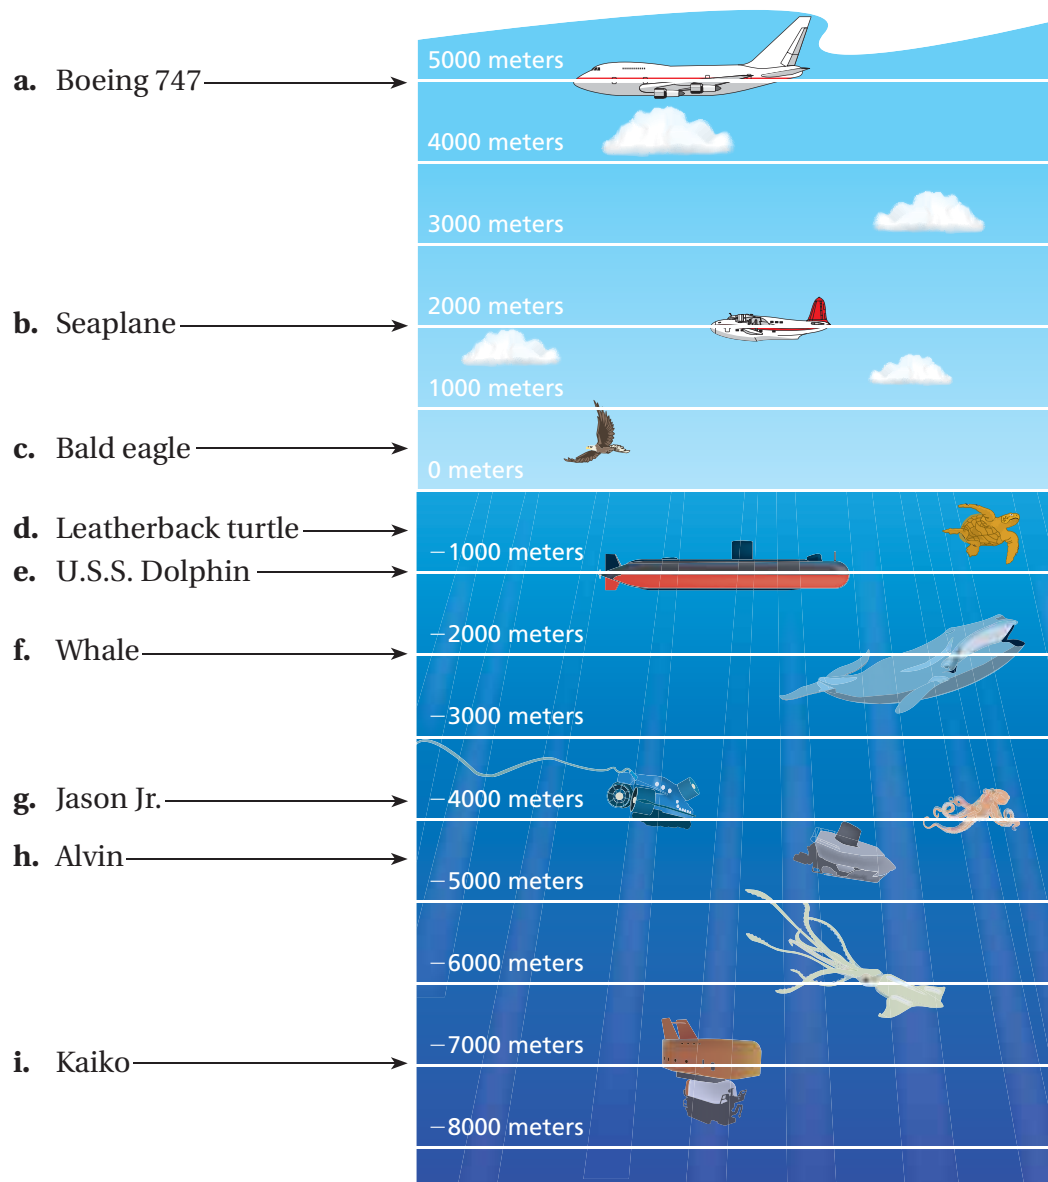 5000 meters
a. Boeing 747
4000 meters
3000 meters
2000 meters
b. Seaplane
1000 meters
c. Bald eagle
0 meters
d. Leatherback turtle
−1000 meters
e. U.S.S. Dolphin
−2000 meters
f. Whale
−3000 meters
g. Jason Jr.
−4000 meters
h. Alvin
−5000 meters
−6000 meters
−7000 meters
i. Kaiko
−8000 meters